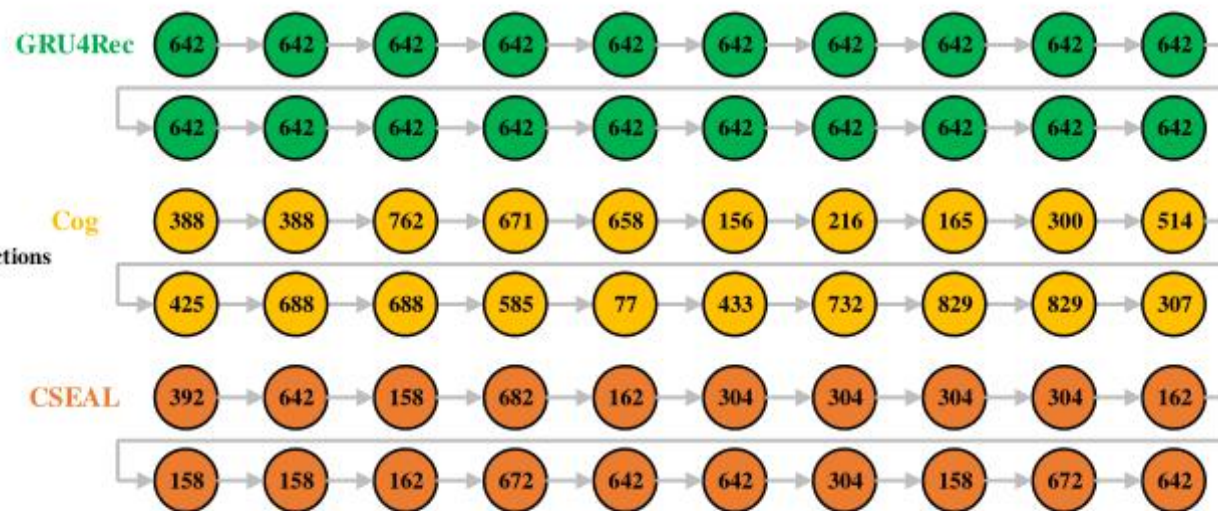 GRU4Rec 642 642 642 642 642 642 642 642 642 642
642 642 642 642 642 642 642 642 642 642
Cog 388 388 762 671 658 156 216 165 300 514
ctions
425 688 688 585 77 433 732 829 829 307
CSEAL 392 642 158 682 162 304 304 304 304 162
158 158 162 672 642 642 304 158 672 642